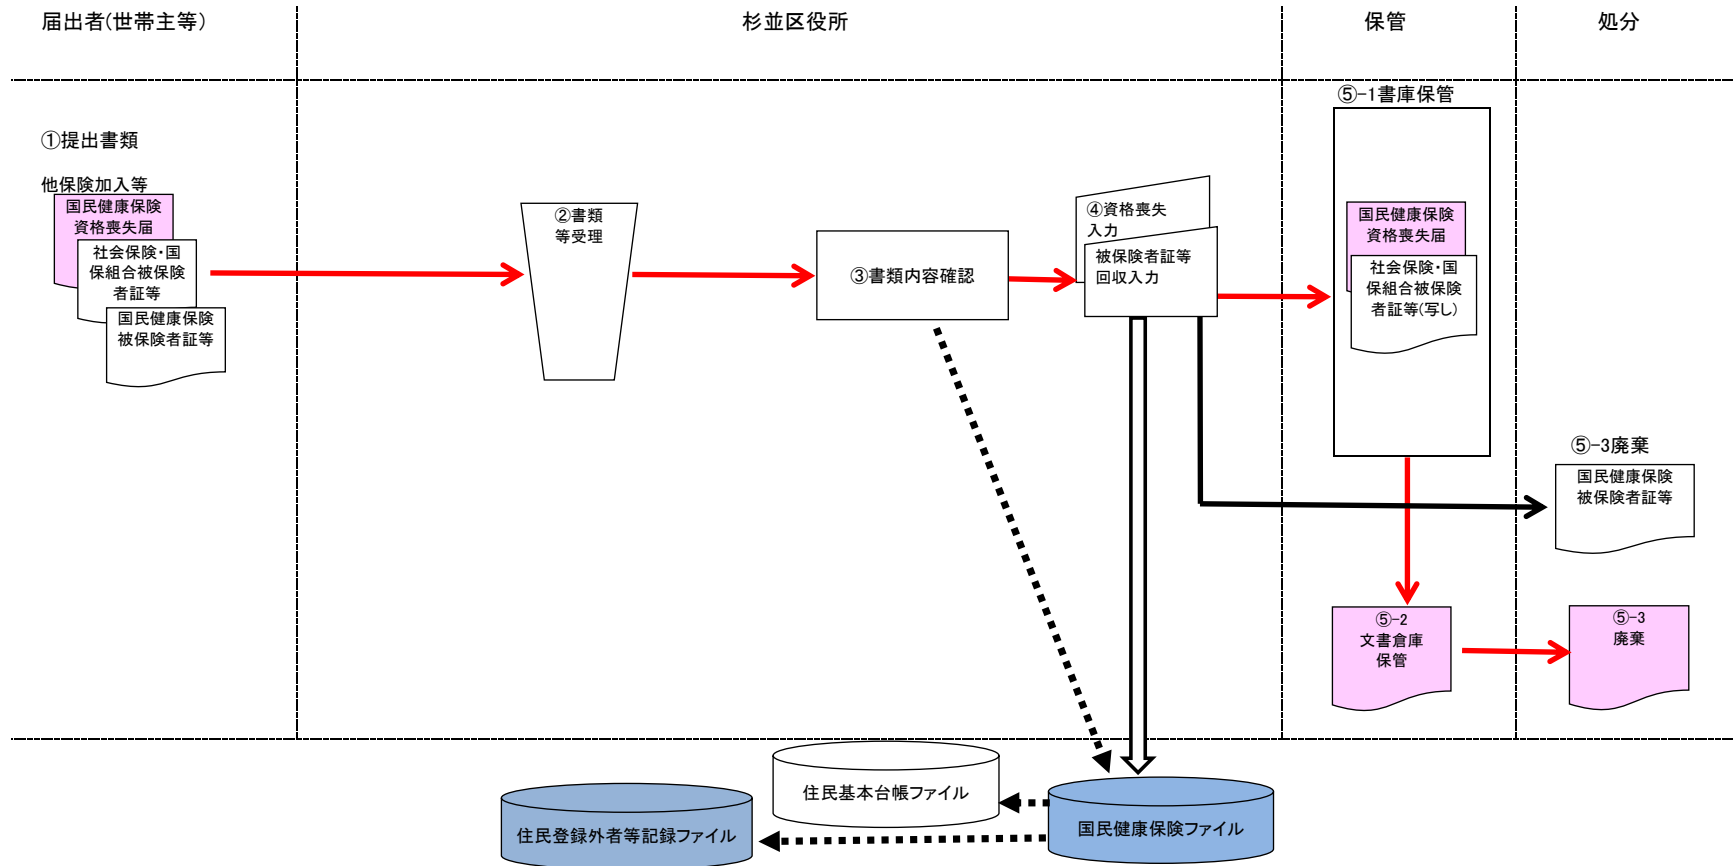 届出者(世帯主等)
杉並区役所
保管
処分
①提出書類
他保険加入等
国民健康保険
資格喪失届
社会保険・国
保組合被保険
者証等
国民健康保険
被保険者証等
②書類
等受理
③書類内容確認
④資格喪失
入力
被保険者証等
回収入力
⑤-1書庫保管
国民健康保険
資格喪失届
社会保険・国
保組合被保険
者証等(写し)
⑤-3廃棄
国民健康保険
被保険者証等
⑤-2
文書倉庫
保管
⑤-3
廃棄
住民基本台帳ファイル
住民登録外者等記録ファイル
国民健康保険ファイル